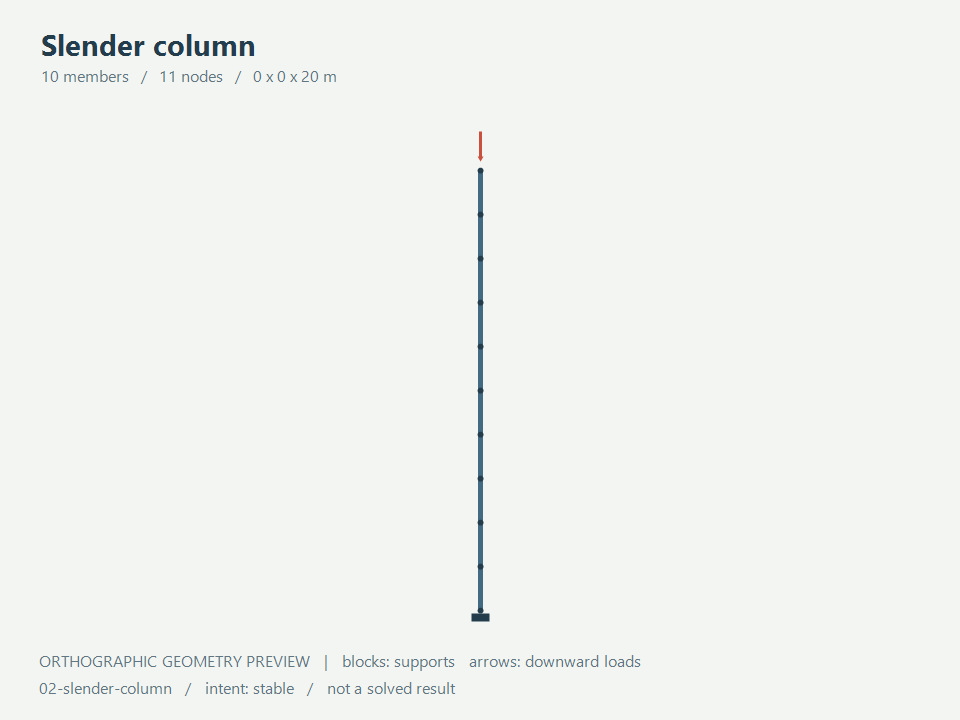 Slender column
10 members / 11 nodes / 0 x 0 x 20 m
ORTHOGRAPHIC GEOMETRY PREVIEW | blocks: supports arrows: downward loads
02-slender-column / intent: stable / not a solved result